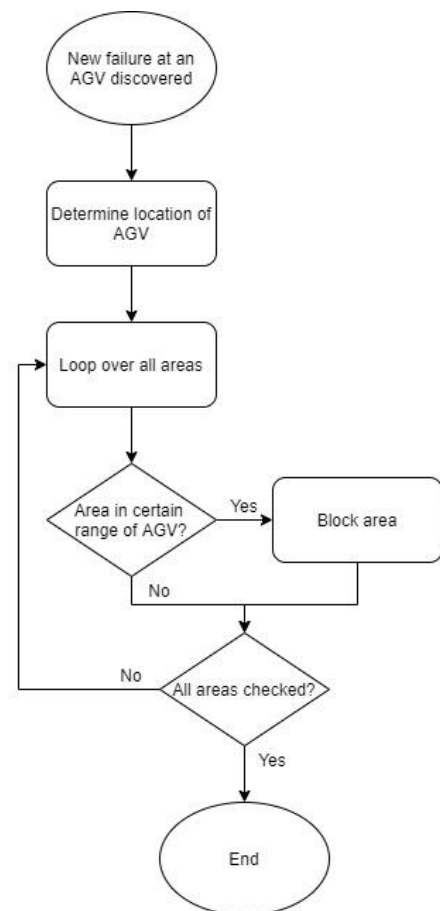 New failure at an
AGV discovered
Determine location of
AGV
Loop over all areas
Area in certain
range of AGV?
Yes
Block area
No
No
All areas checked?
Yes
End